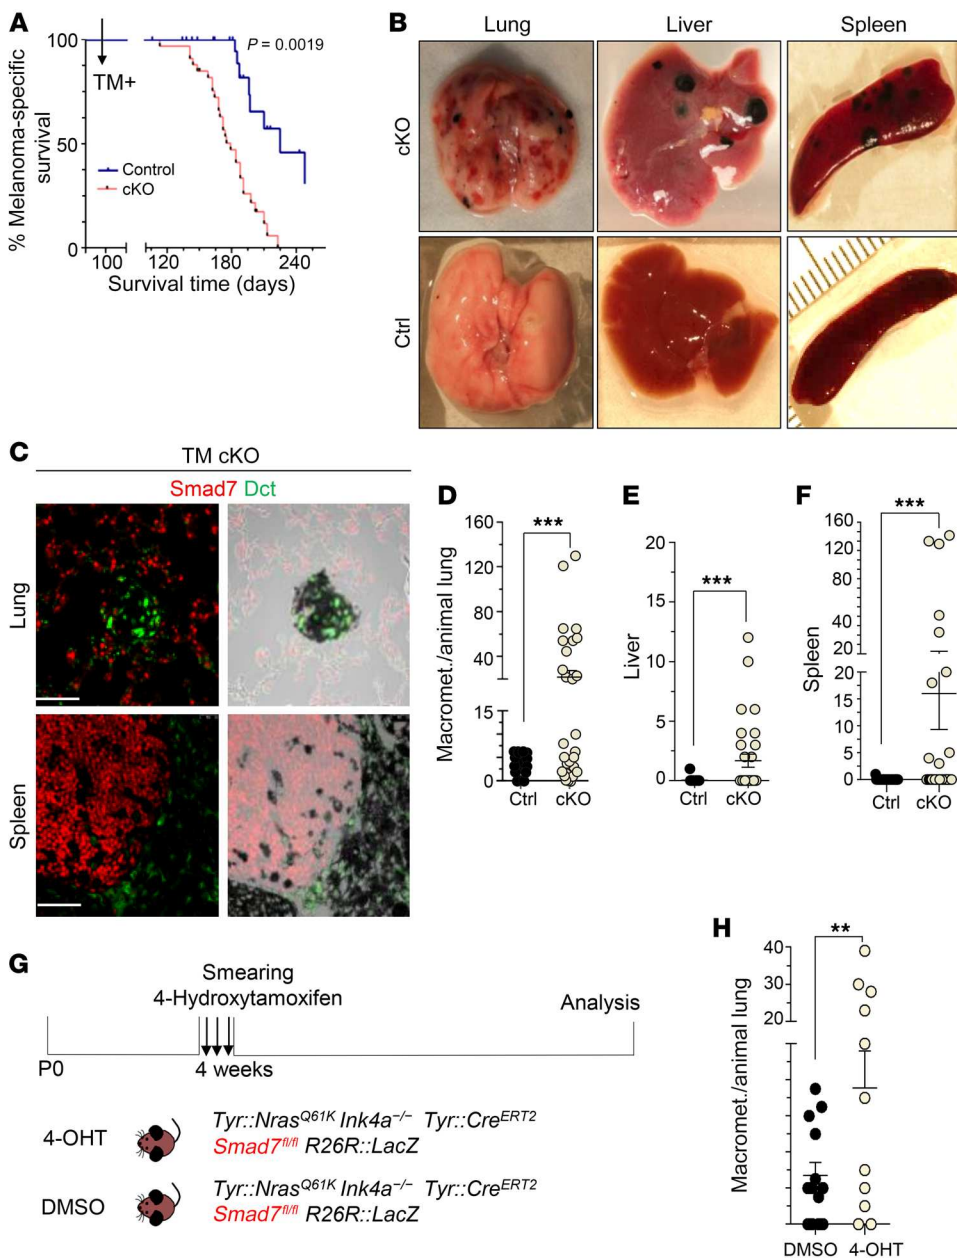 A
100
50
0
% Melanoma-specific
survival
TM+
P = 0.0019
Control
cKO
100 120 180 240
Survival time (days)
B
Lung Liver Spleen
cKO
Ctrl
C
TM cKO
Smad7 Dct
Lung
Spleen
D
Macromet./animal lung
160
120
80
40
15
0
***
Ctrl cKO
E
Liver
20
15
10
5
0
***
Ctrl cKO
F
Spleen
160
120
80
40
20
20
15
10
5
0
***
Ctrl cKO
G
Smearing
4-Hydroxytamoxifen
Analysis
P0
4 weeks
4-OHT
Tyr::Nras^Q61K Ink4a^–/– Tyr::Cre^ERT2
Smad7^fl/fl R26R::LacZ
DMSO
Tyr::Nras^Q61K Ink4a^–/– Tyr::Cre^ERT2
Smad7^fl/fl R26R::LacZ
H
Macromet./animal lung
40
30
20
**
DMSO 4-OHT